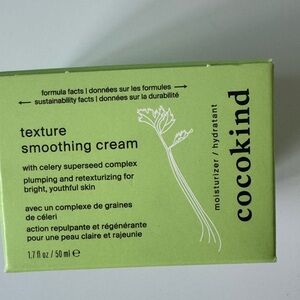 formula facts | données sur les formules
sustainability facts | données sur la durabilité
texture
smoothing cream
with celery superseed complex
plumping and retexturizing for
bright, youthful skin
avec un complexe de graines
de céleri
action repulpante et régénérante
pour une peau claire et rajeunie
1.7 fl oz / 50 ml e
moisturizer / hydratant
cocokind